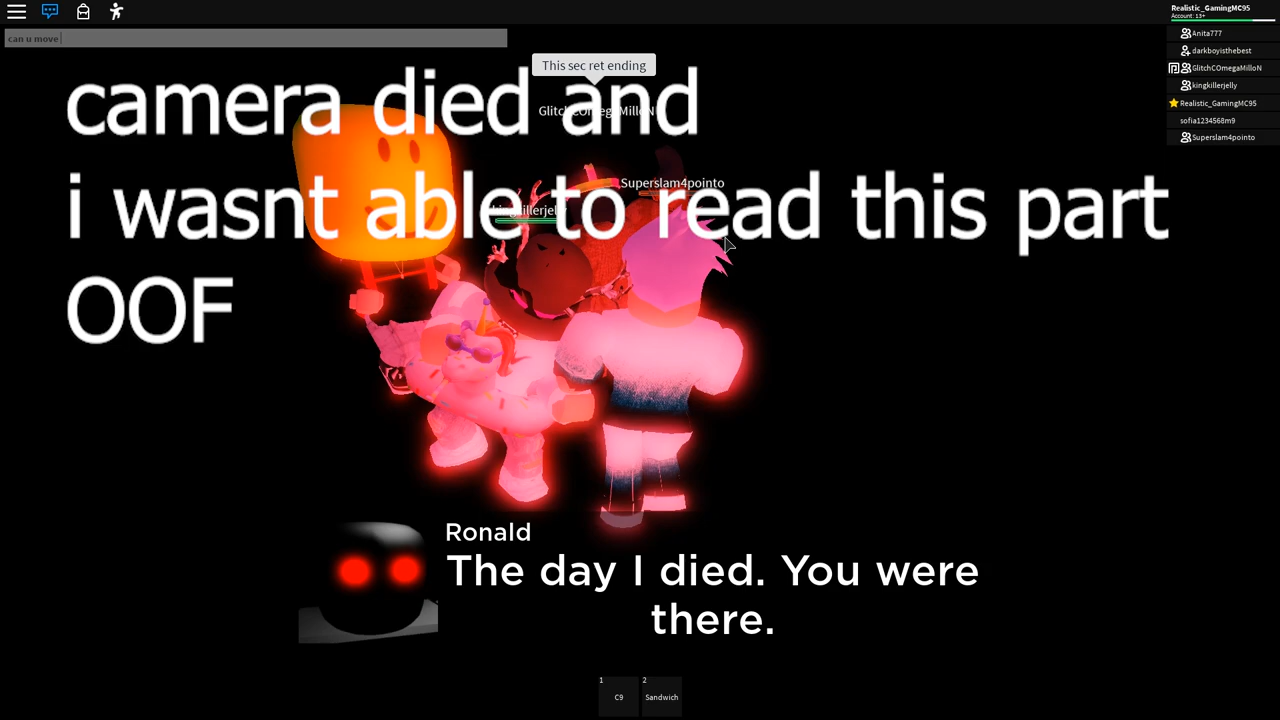 Realistic_GamingMC95
Account: 13+
can u move
Anita777
darkboyisthebest
GlitchCOmegaMilloN
kingkillerjelly
Realistic_GamingMC95
sofia1234568m9
Superslam4pointo
This sec ret ending
camera died and
GlitchCOmegaMilloN
Superslam4pointo
i wasnt able to read this part
kingkillerjelly
OOF
Ronald
The day I died. You were
there.
1
2
C9
Sandwich